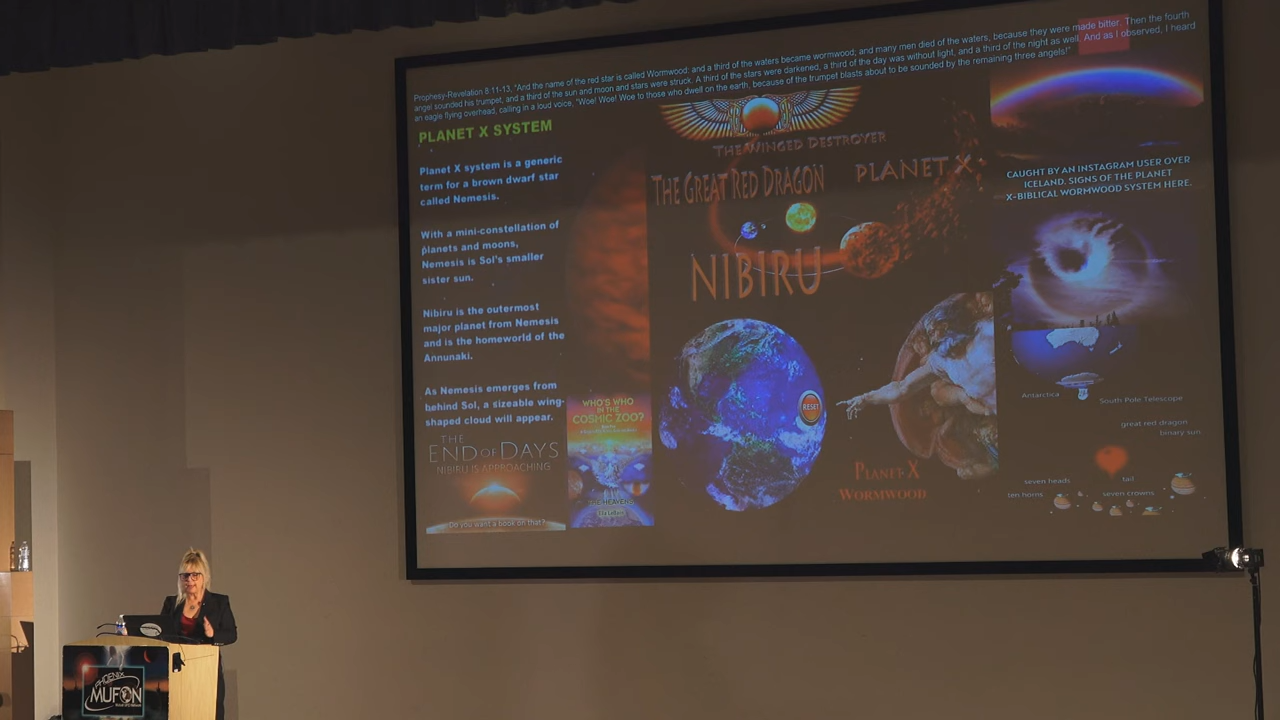 Prophesy-Revelation 8:11-13, "And the name of the red star is called Wormwood: and a third of the waters became wormwood; and many men died of the waters, because they were made bitter. Then the fourth
angel sounded his trumpet, and a third of the sun and moon and stars were struck. A third of the stars were darkened, a third of the day was without light, and a third of the night as well. And as I observed, I heard
an eagle flying overhead, calling in a loud voice, "Woe! Woe! Woe to those who dwell on the earth, because of the trumpet blasts about to be sounded by the remaining three angels!"
PLANET X SYSTEM
Planet X system is a generic
term for a brown dwarf star
called Nemesis.
With a mini-constellation of
planets and moons,
Nemesis is Sol's smaller
sister sun.
Nibiru is the outermost
major planet from Nemesis
and is the homeworld of the
Annunaki.
As Nemesis emerges from
behind Sol, a sizeable wing-
shaped cloud will appear.
THE
END OF DAYS
NIBIRU IS APPROACHING
Do you want a book on that?
WHO'S WHO
IN THE
COSMIC ZOO?
THE HEAVENS
Ella LeBain
THE WINGED DESTROYER
THE GREAT RED DRAGON
PLANET X
NIBIRU
RESET
PLANET-X
WORMWOOD
CAUGHT BY AN INSTAGRAM USER OVER
ICELAND. SIGNS OF THE PLANET
X-BIBLICAL WORMWOOD SYSTEM HERE.
Antarctica
South Pole Telescope
great red dragon
binary sun
seven heads
tail
ten horns
seven crowns
PHOENIX
MUFON